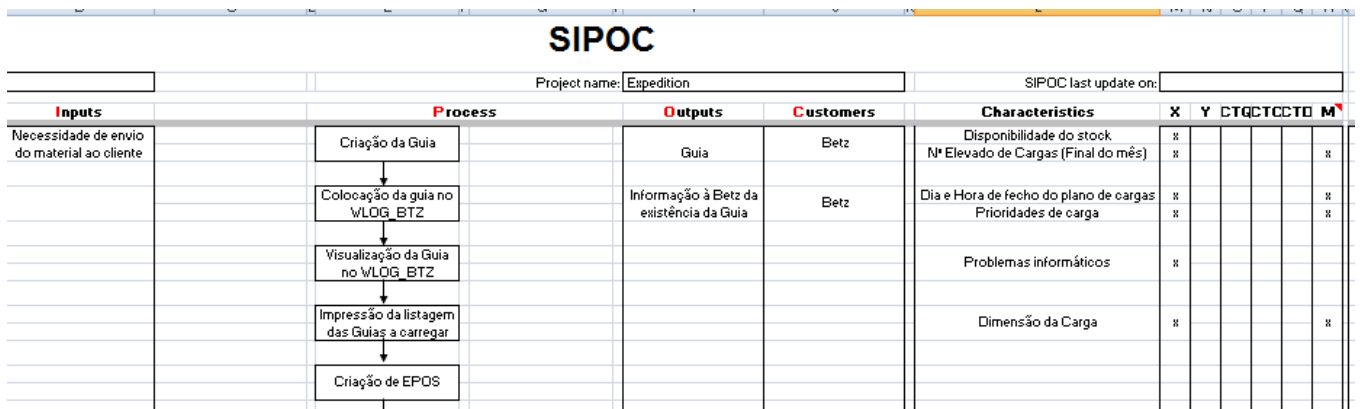 SIPOC
Project name: Expedition SIPOC last update on:
Inputs Process Outputs Customers Characteristics X Y CTQ CTC CTD M
Necessidade de envio
do material ao cliente
Criação da Guia
Guia
Betz
Disponibilidade do stock x
Nº Elevado de Cargas (Final do mês) x x
Colocação da guia no
WLOG_BTZ
Informação à Betz da
existência da Guia
Betz
Dia e Hora de fecho do plano de cargas x x
Prioridades de carga x x
Visualização da Guia
no WLOG_BTZ
Problemas informáticos x
Impressão da listagem
das Guias a carregar
Dimensão da Carga x x
Criação de EPOS